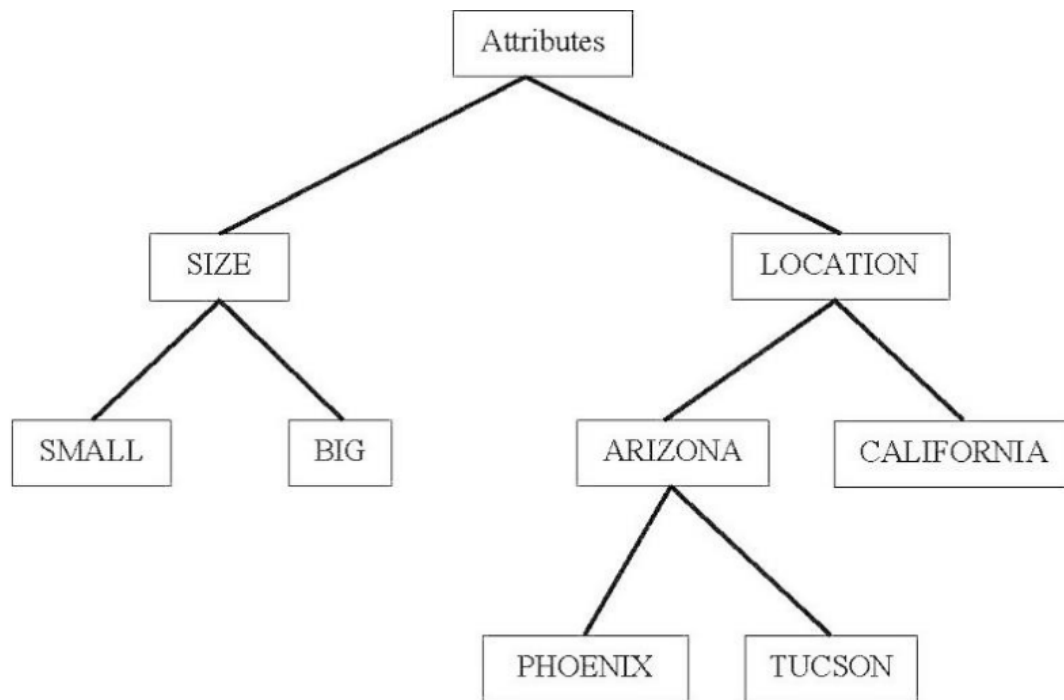 Attributes
SIZE
LOCATION
SMALL
BIG
ARIZONA
CALIFORNIA
PHOENIX
TUCSON